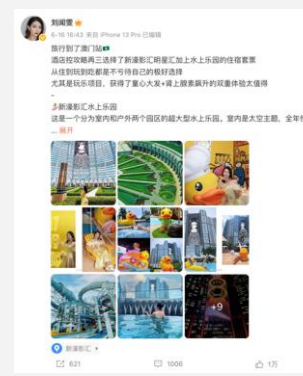 刘阅雯
6-16 16:43 来自 iPhone 13 Pro 已编辑
旅行到了澳门站🇲🇴
酒店控攻略再三选择了新濠影汇明星汇加上水上乐园的住宿套票
从住到玩到吃都是不亏待自己的极好选择
尤其是玩乐项目，获得了童心大发+肾上腺素飙升的双重体验太值得
-
新濠影汇水上乐园
这是一个分为室内和户外两个园区的超大型水上乐园。室内是太空主题，全年恒
... 展开
+9
新濠影汇
621
1006
1万